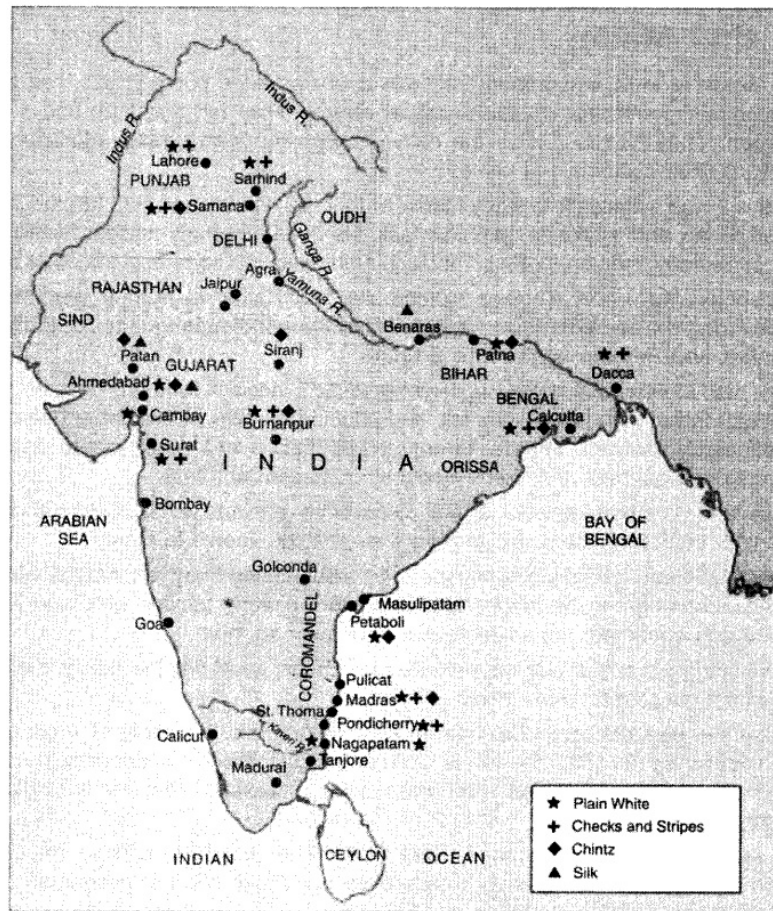 Indus R.
Indus R.
Lahore
PUNJAB
Sarhind
Samana
OUDH
DELHI
Ganga R.
Agra
Yamuna R.
RAJASTHAN
Jaipur
SIND
Benaras
Patan
GUJARAT
Siranj
Patna
BIHAR
Dacca
Ahmedabad
BENGAL
Cambay
Burnanpur
Calcutta
Surat
INDIA
ORISSA
Bombay
ARABIAN
SEA
BAY OF
BENGAL
Golconda
COROMANDEL
Masulipatam
Petaboli
Goa
Pulicat
Madras
St. Thoma
Pondicherry
Calicut
Kaveri R.
Nagapatam
Tanjore
Madurai
Plain White
Checks and Stripes
Chintz
Silk
INDIAN
CEYLON
OCEAN